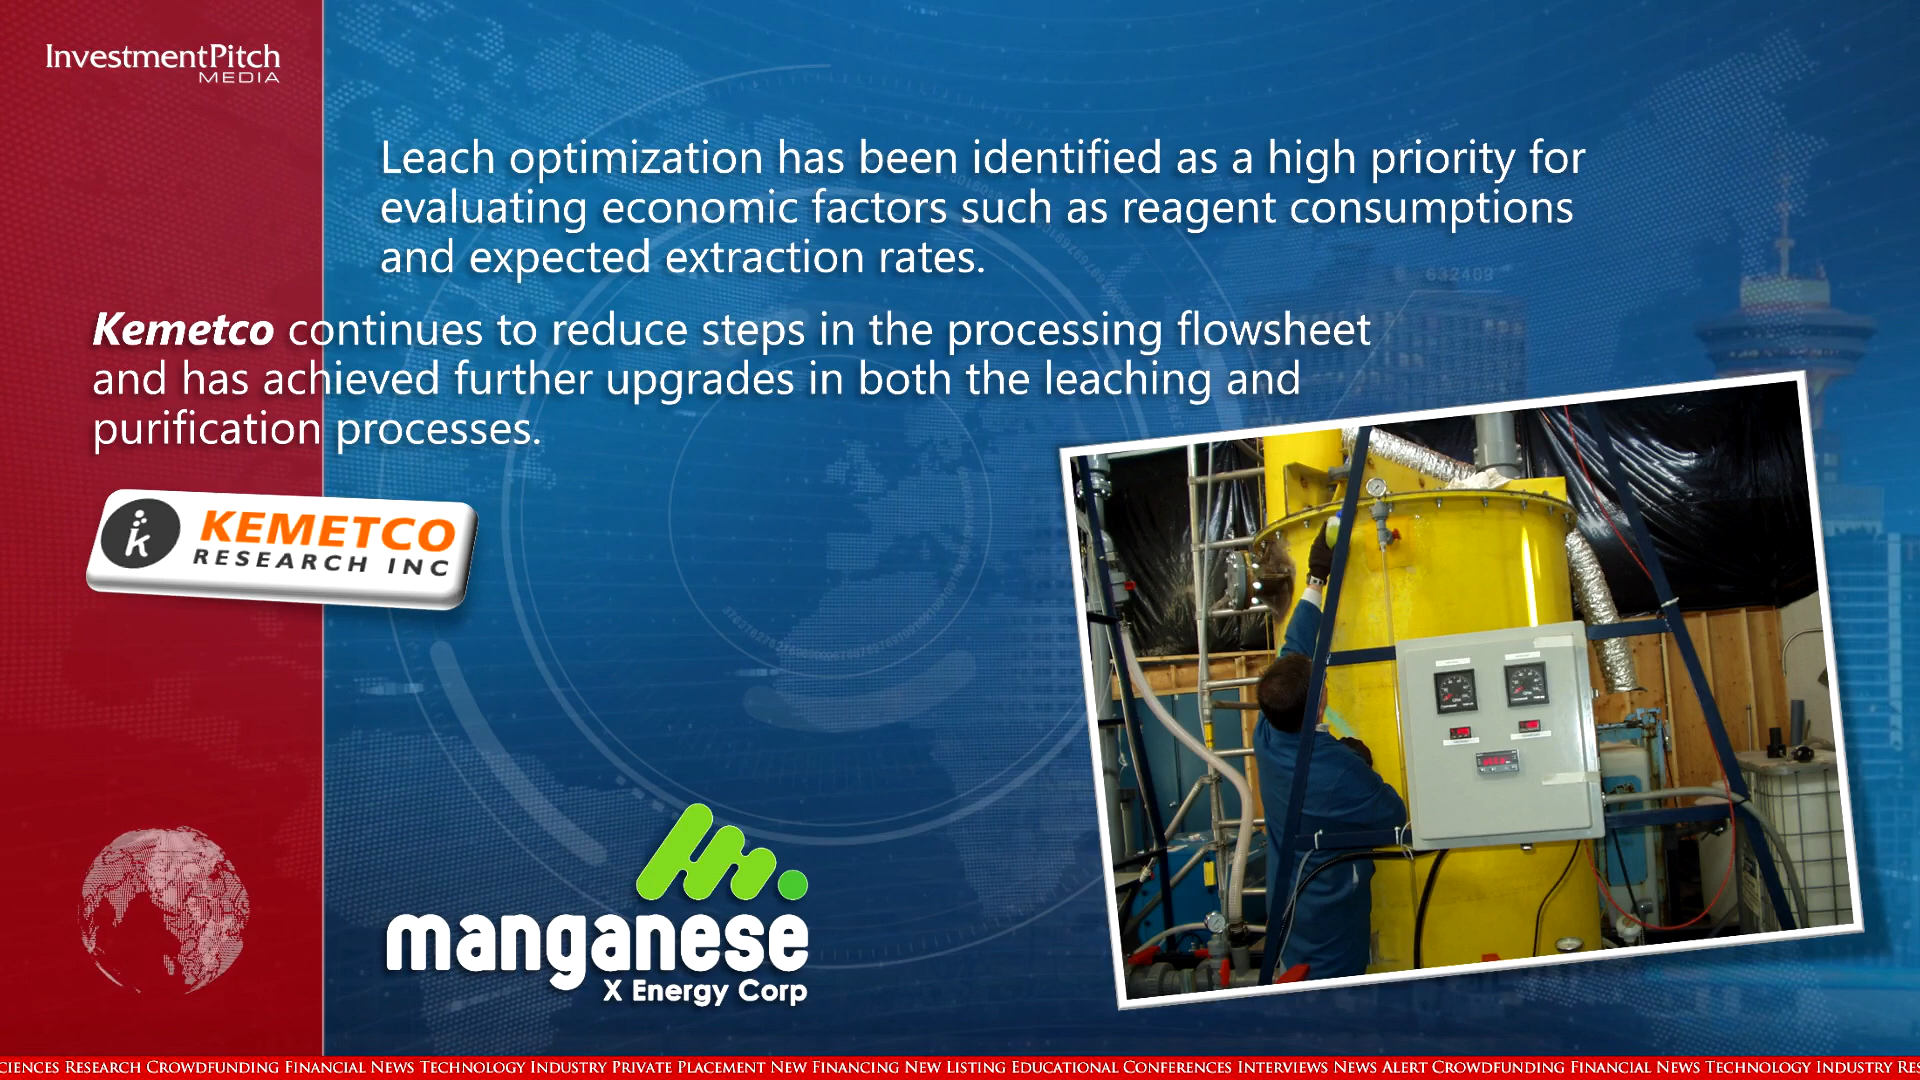 InvestmentPitch
MEDIA
Leach optimization has been identified as a high priority for
evaluating economic factors such as reagent consumptions
and expected extraction rates.
632409
Kemetco continues to reduce steps in the processing flowsheet
and has achieved further upgrades in both the leaching and
purification processes.
k KEMETCO
RESEARCH INC
manganese
X Energy Corp
CIENCES RESEARCH CROWDFUNDING FINANCIAL NEWS TECHNOLOGY INDUSTRY PRIVATE PLACEMENT NEW FINANCING NEW LISTING EDUCATIONAL CONFERENCES INTERVIEWS NEWS ALERT CROWDFUNDING FINANCIAL NEWS TECHNOLOGY INDUSTRY RES